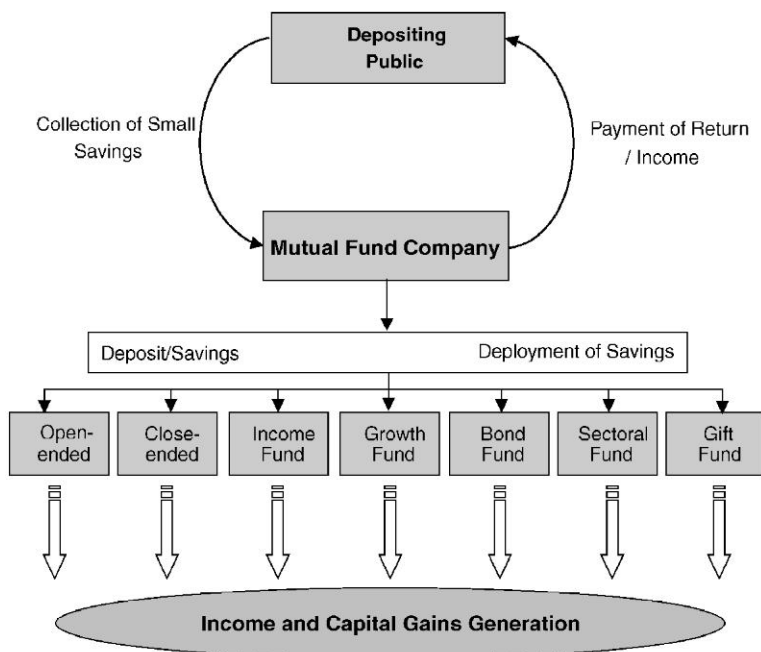 Depositing
Public
Collection of Small
Savings
Payment of Return
/ Income
Mutual Fund Company
Deposit/Savings
Deployment of Savings
Open-
ended
Close-
ended
Income
Fund
Growth
Fund
Bond
Fund
Sectoral
Fund
Gift
Fund
Income and Capital Gains Generation